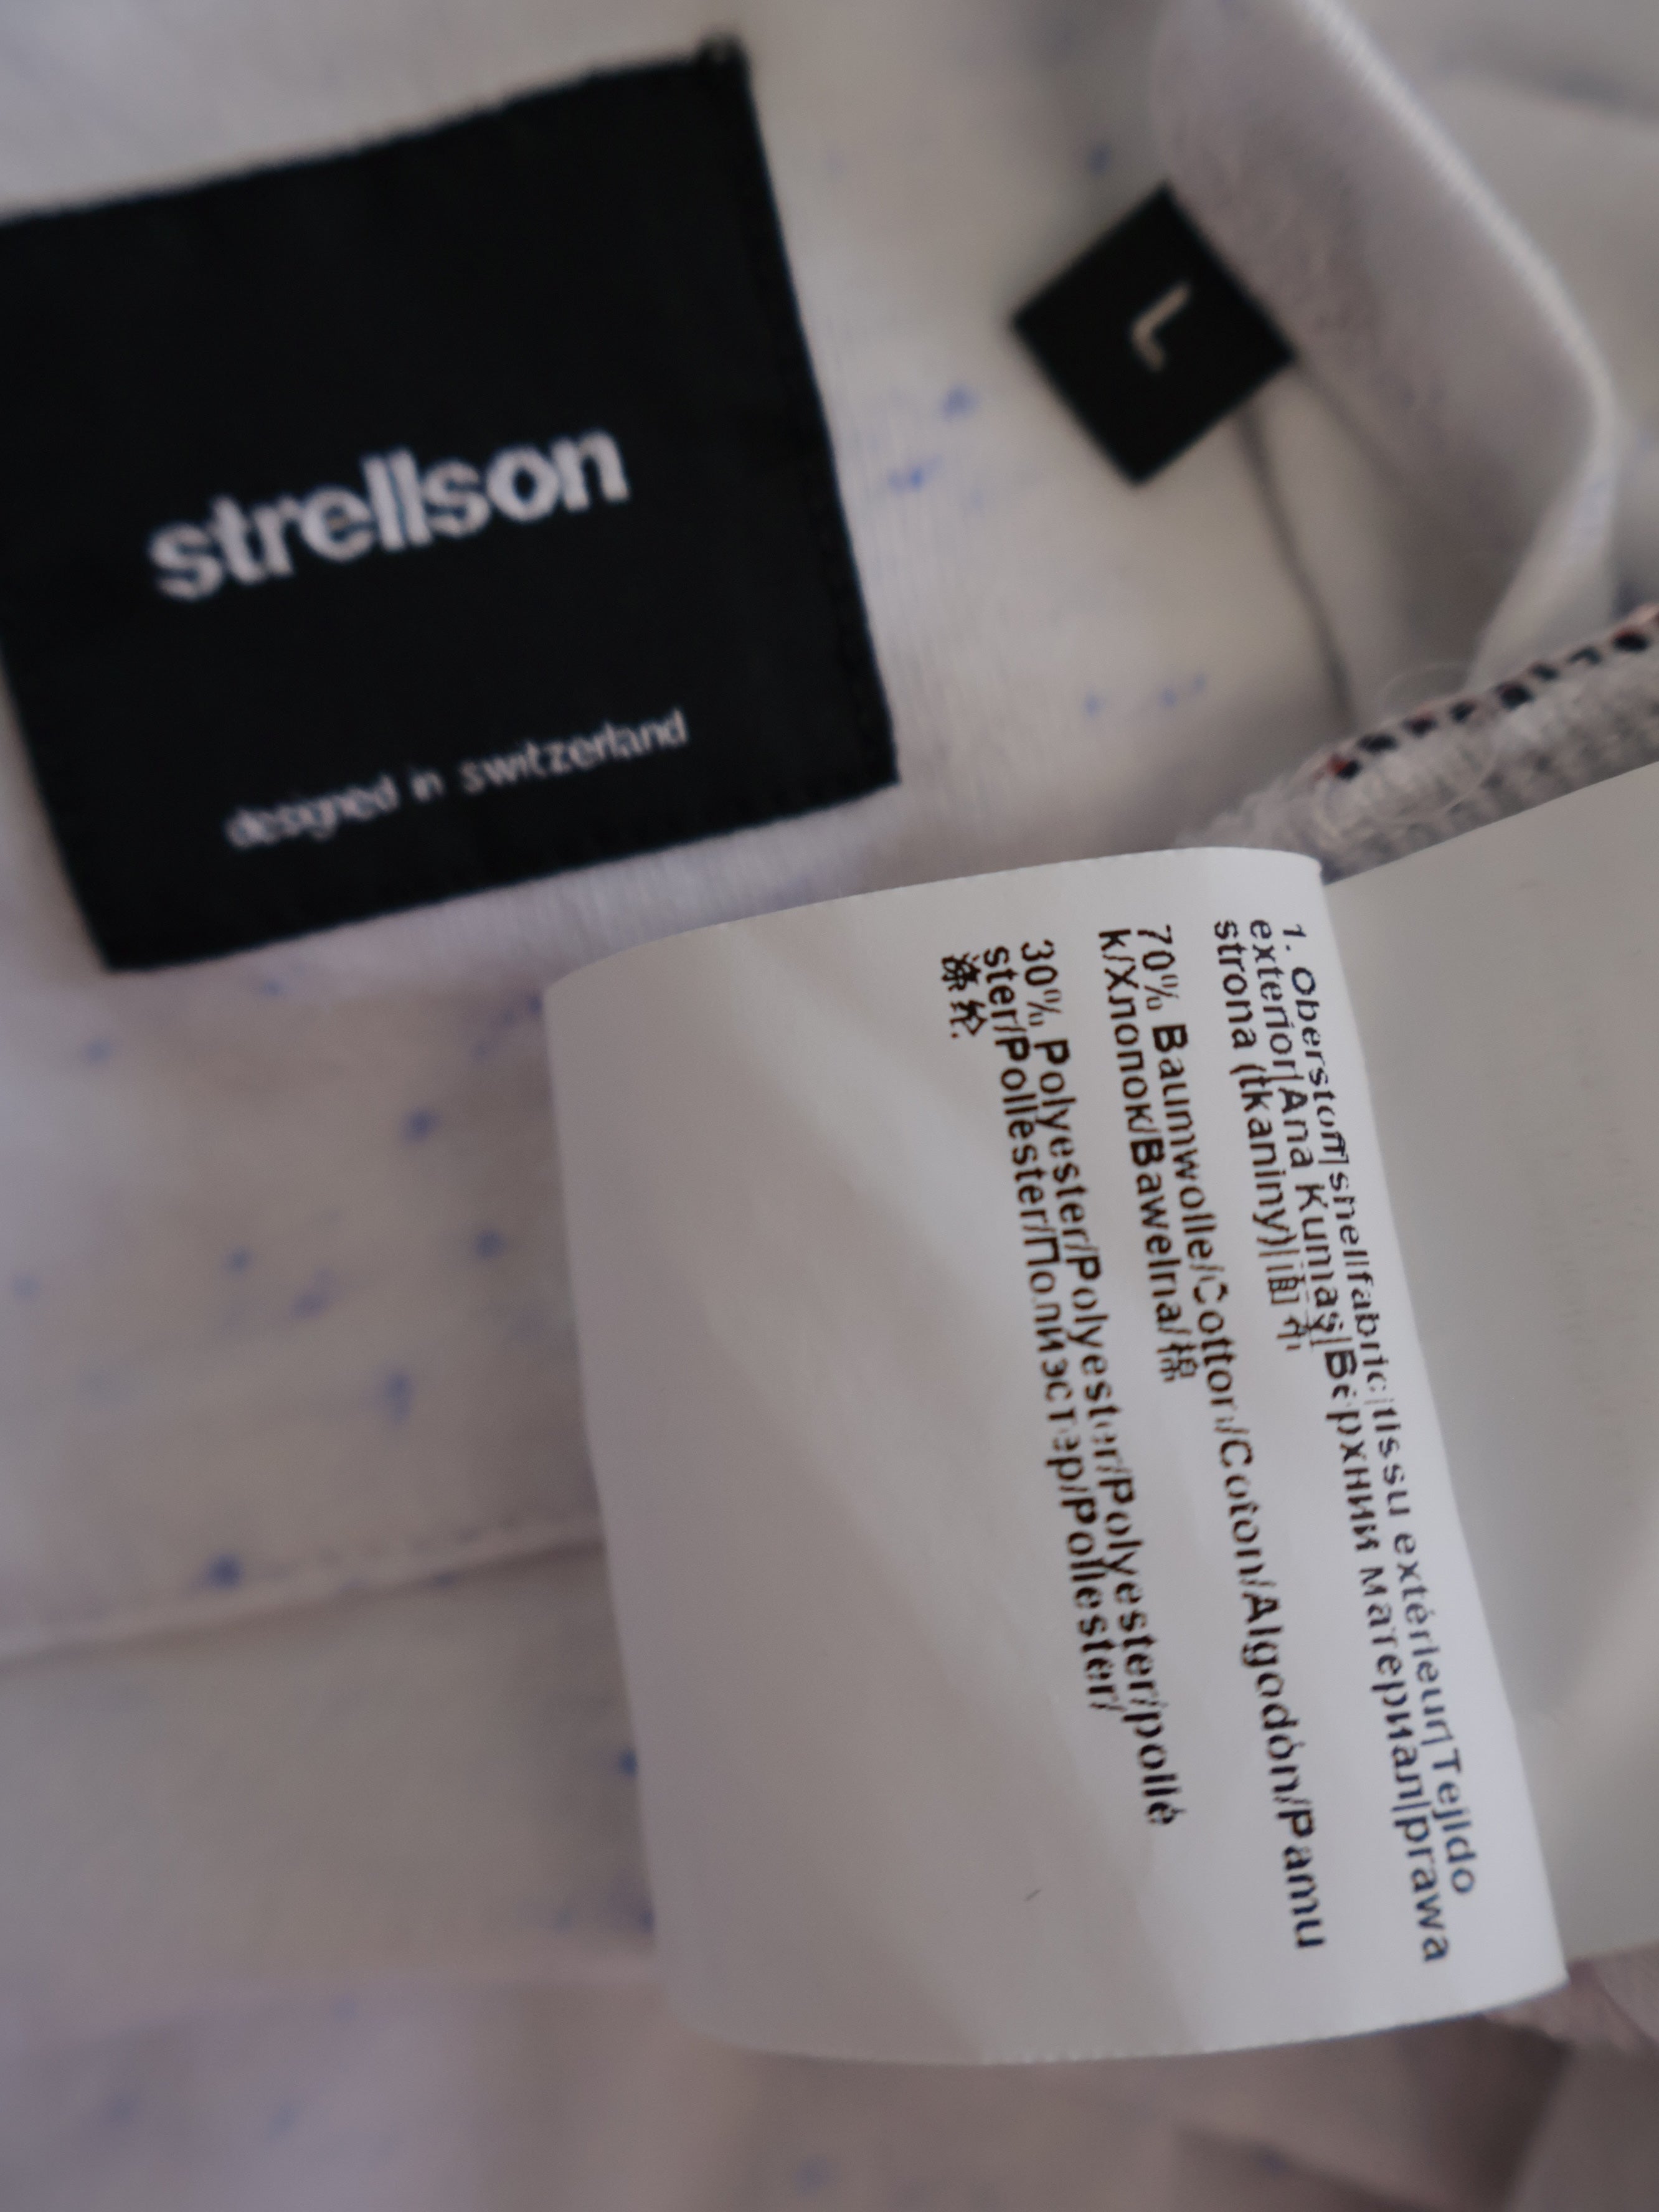 strellson
designed in switzerland
L
1. Oberstoff|shellfabric|tissu extérieur|Tejido
exterior|Ana Kumaş|Верхний материал|prawa
strona (tkaniny)|面料
70% Baumwolle/Cotton/Coton/Algodón/Pamu
k/Хлопок/Bawełna/棉
30% Polyester/Polyester/Polyester/poliè
ster/Poliester/Полиэстер/Poliester/
涤纶